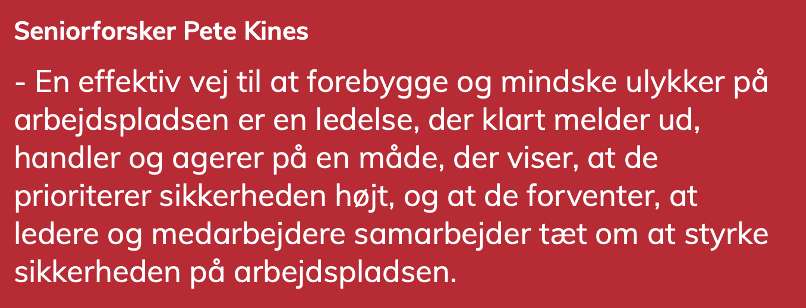 Seniorforsker Pete Kines
- En effektiv vej til at forebygge og mindske ulykker på
arbejdspladsen er en ledelse, der klart melder ud,
handler og agerer på en måde, der viser, at de
prioriterer sikkerheden højt, og at de forventer, at
ledere og medarbejdere samarbejder tæt om at styrke
sikkerheden på arbejdspladsen.